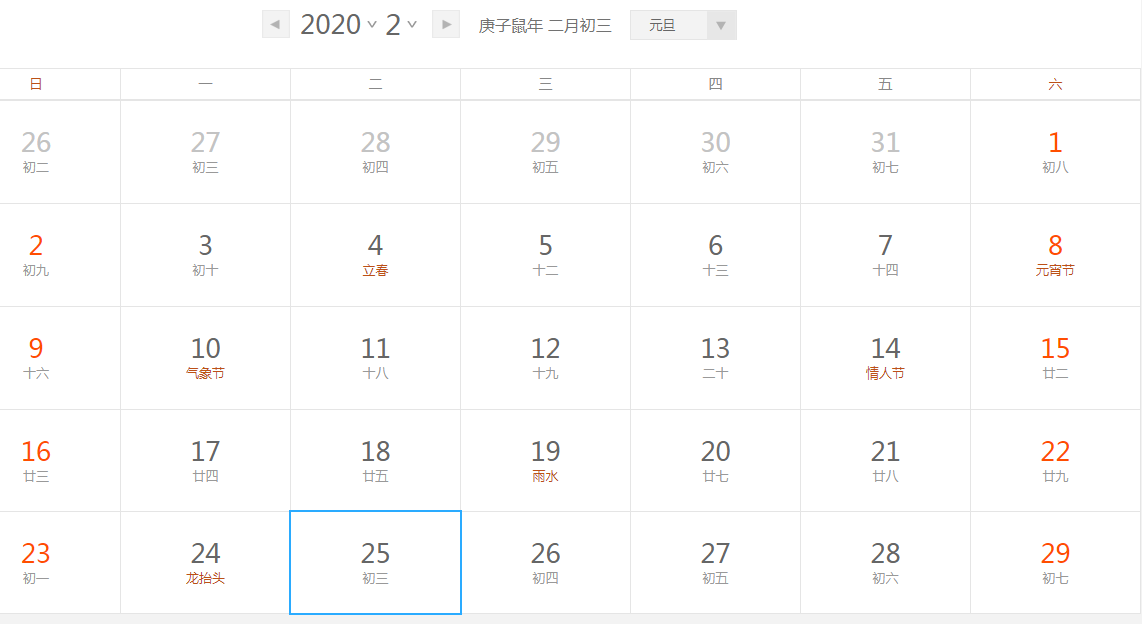 2020 2 庚子鼠年 二月初三 元旦
日 一 二 三 四 五 六
26 27 28 29 30 31 1
初二 初三 初四 初五 初六 初七 初八
2 3 4 5 6 7 8
初九 初十 立春 十二 十三 十四 元宵节
9 10 11 12 13 14 15
十六 气象节 十八 十九 二十 情人节 廿二
16 17 18 19 20 21 22
廿三 廿四 廿五 雨水 廿七 廿八 廿九
23 24 25 26 27 28 29
初一 龙抬头 初三 初四 初五 初六 初七